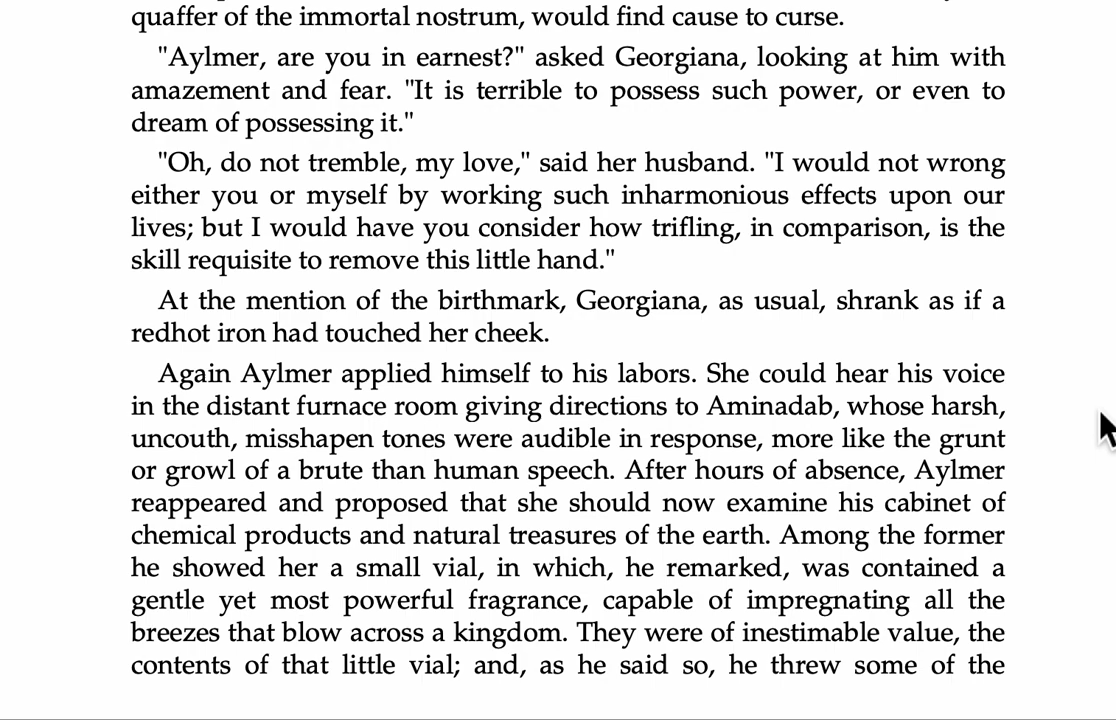 quaffer of the immortal nostrum, would find cause to curse.
"Aylmer, are you in earnest?" asked Georgiana, looking at him with
amazement and fear. "It is terrible to possess such power, or even to
dream of possessing it."
"Oh, do not tremble, my love," said her husband. "I would not wrong
either you or myself by working such inharmonious effects upon our
lives; but I would have you consider how trifling, in comparison, is the
skill requisite to remove this little hand."
At the mention of the birthmark, Georgiana, as usual, shrank as if a
redhot iron had touched her cheek.
Again Aylmer applied himself to his labors. She could hear his voice
in the distant furnace room giving directions to Aminadab, whose harsh,
uncouth, misshapen tones were audible in response, more like the grunt
or growl of a brute than human speech. After hours of absence, Aylmer
reappeared and proposed that she should now examine his cabinet of
chemical products and natural treasures of the earth. Among the former
he showed her a small vial, in which, he remarked, was contained a
gentle yet most powerful fragrance, capable of impregnating all the
breezes that blow across a kingdom. They were of inestimable value, the
contents of that little vial; and, as he said so, he threw some of the